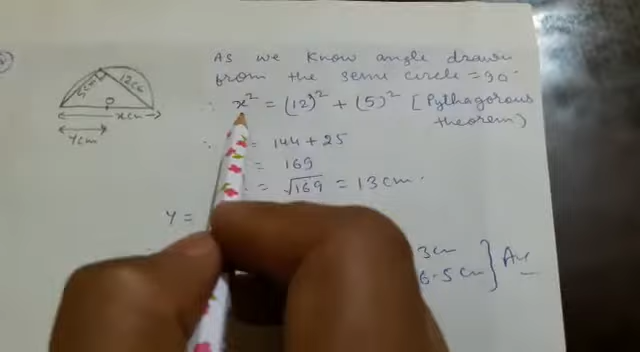 As we know angle drawn
from the semi circle = 90°
5cm 12cm
∴ x² = (12)² + (5)² [Pythagorous
theorem)
O
x cm
y cm
∴ = 144 + 25
= 169
= √169 = 13 cm.
Y =
3cm
6.5 cm } Ans